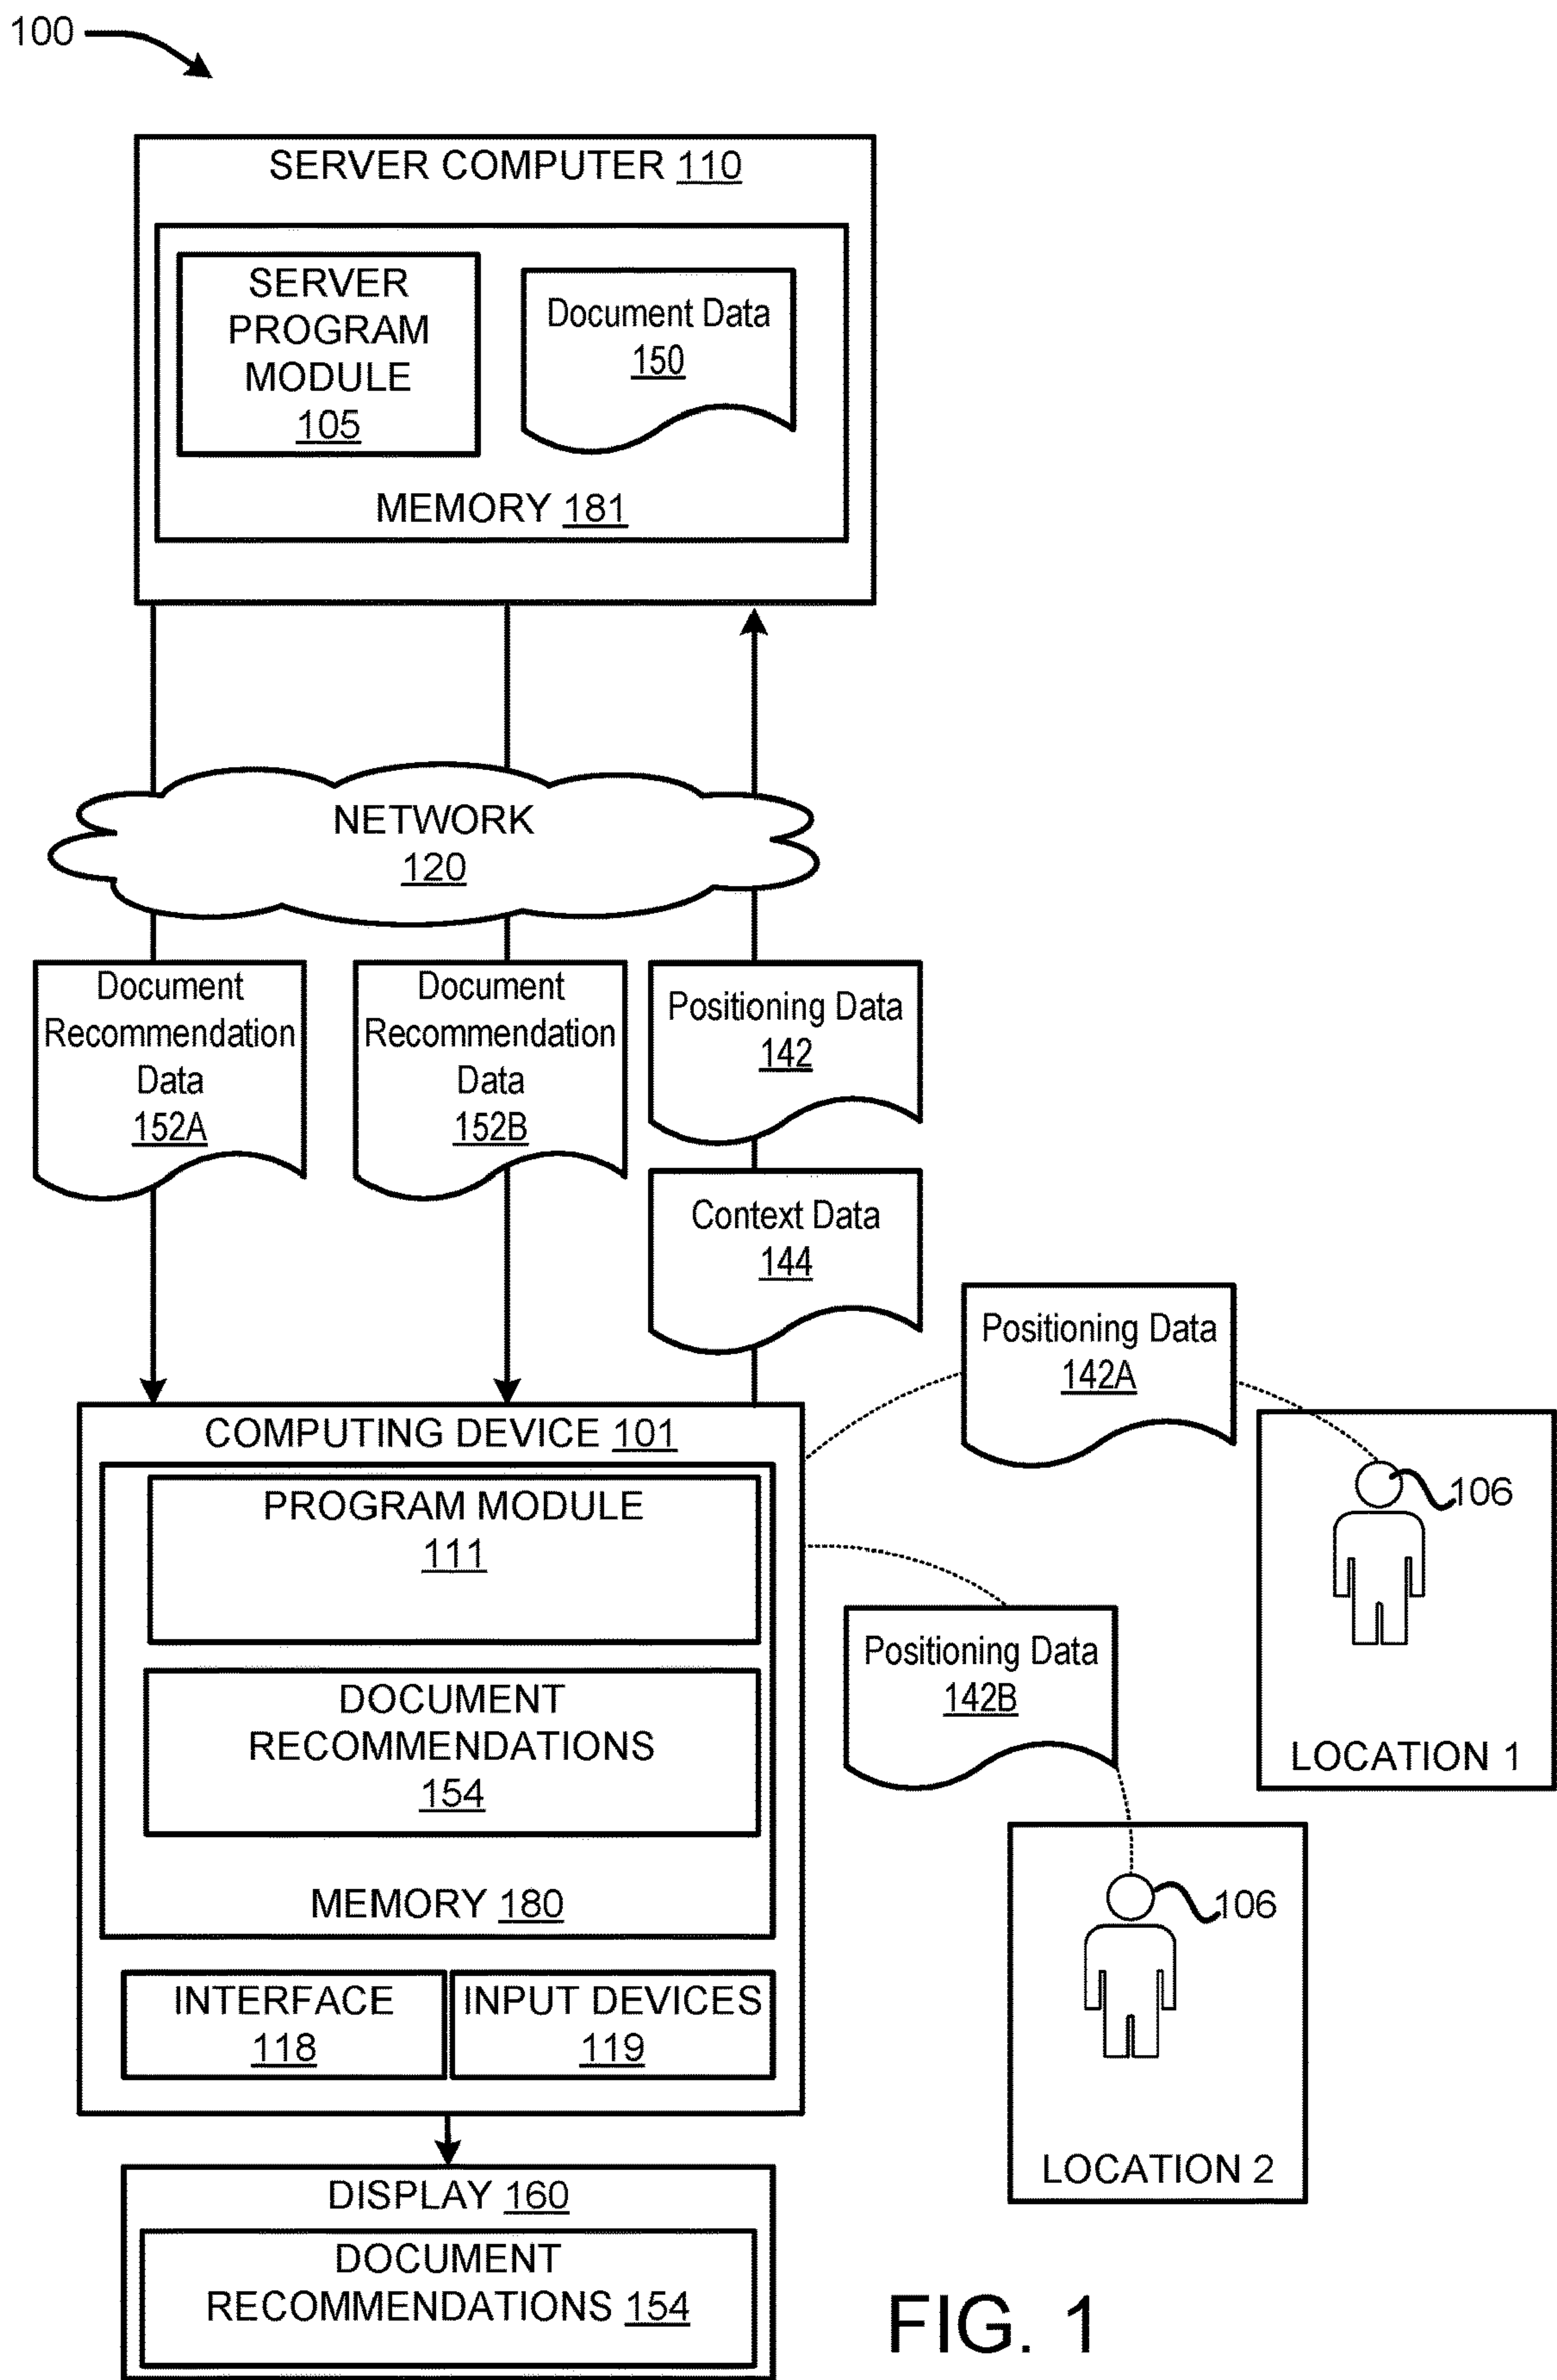 100
SERVER COMPUTER 110
SERVER
PROGRAM
MODULE
105
Document Data
150
MEMORY 181
NETWORK
120
Document
Recommendation
Data
152A
Document
Recommendation
Data
152B
Positioning Data
142
Context Data
144
Positioning Data
142A
COMPUTING DEVICE 101
PROGRAM MODULE
111
106
LOCATION 1
Positioning Data
142B
DOCUMENT
RECOMMENDATIONS
154
MEMORY 180
106
LOCATION 2
INTERFACE
118
INPUT DEVICES
119
DISPLAY 160
DOCUMENT
RECOMMENDATIONS 154
FIG. 1